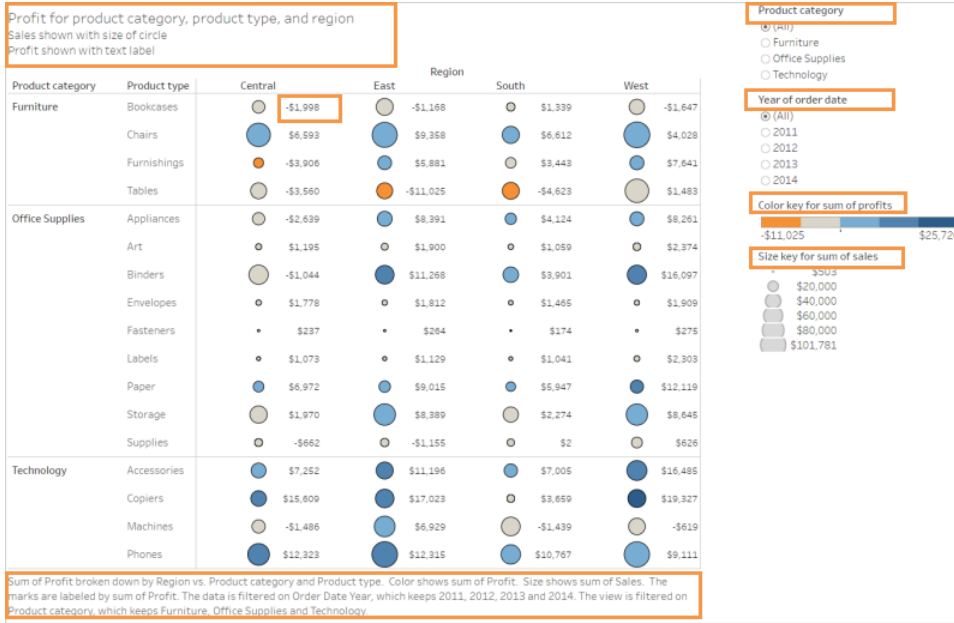 Profit for product category, product type, and region
Sales shown with size of circle
Profit shown with text label
Region
Product category Product type Central East South West
Furniture Bookcases -$1,998 -$1,168 $1,339 -$1,647
Chairs $6,593 $9,358 $6,612 $4,028
Furnishings -$3,906 $5,881 $3,443 $7,641
Tables -$3,560 -$11,025 -$4,623 $1,483
Office Supplies Appliances -$2,639 $8,391 $4,124 $8,261
Art $1,195 $1,900 $1,059 $2,374
Binders -$1,044 $11,268 $3,901 $16,097
Envelopes $1,778 $1,812 $1,465 $1,909
Fasteners $237 $264 $174 $275
Labels $1,073 $1,129 $1,041 $2,303
Paper $6,972 $9,015 $5,947 $12,119
Storage $1,970 $8,389 $2,274 $8,645
Supplies -$662 -$1,155 $2 $626
Technology Accessories $7,252 $11,196 $7,005 $16,485
Copiers $15,609 $17,023 $3,659 $19,327
Machines -$1,486 $6,929 -$1,439 -$619
Phones $12,323 $12,315 $10,767 $9,111
Sum of Profit broken down by Region vs. Product category and Product type. Color shows sum of Profit. Size shows sum of Sales. The
marks are labeled by sum of Profit. The data is filtered on Order Date Year, which keeps 2011, 2012, 2013 and 2014. The view is filtered on
Product category, which keeps Furniture, Office Supplies and Technology.
Product category
(All)
Furniture
Office Supplies
Technology
Year of order date
(All)
2011
2012
2013
2014
Color key for sum of profits
-$11,025
Size key for sum of sales
$503
$20,000
$40,000
$60,000
$80,000
$101,781